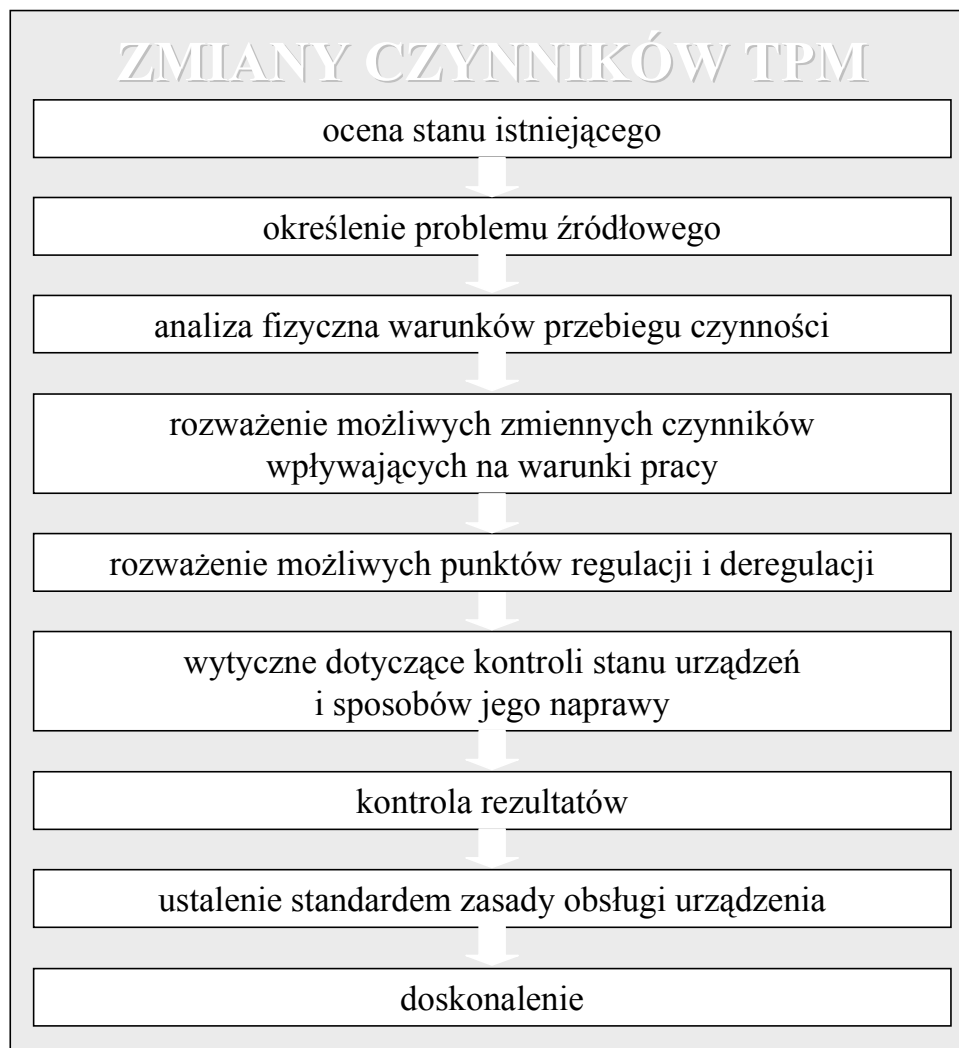 ZMIANY CZYNNIKÓW TPM
ocena stanu istniejącego
określenie problemu źródłowego
analiza fizyczna warunków przebiegu czynności
rozważenie możliwych zmiennych czynników
wpływających na warunki pracy
rozważenie możliwych punktów regulacji i deregulacji
wytyczne dotyczące kontroli stanu urządzeń
i sposobów jego naprawy
kontrola rezultatów
ustalenie standardem zasady obsługi urządzenia
doskonalenie